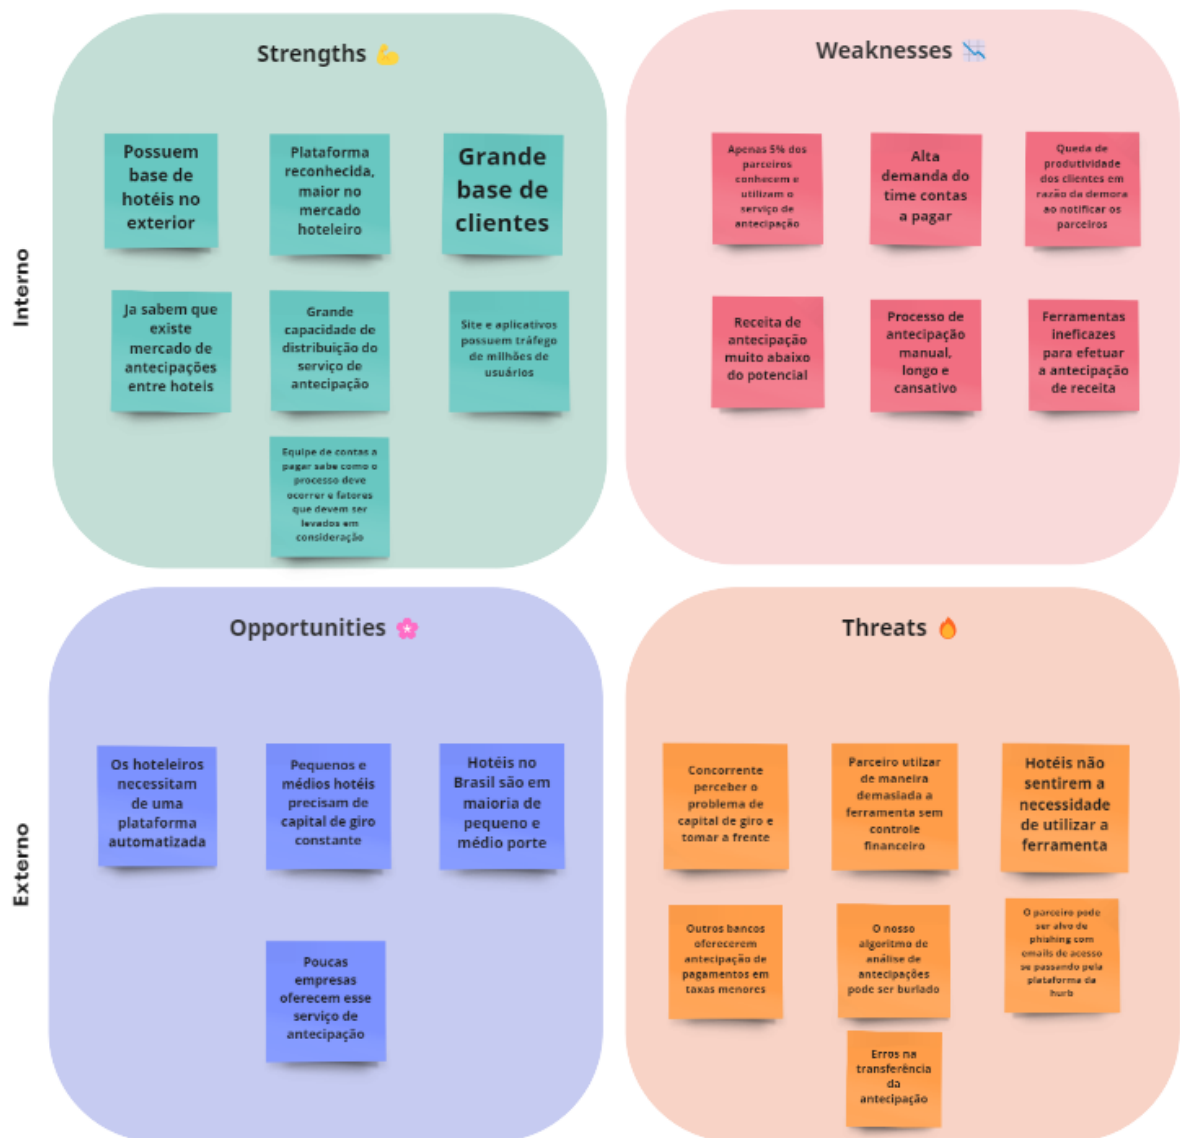 Strengths 💪
Weaknesses 📉
Interno
Possuem
base de
hotéis no
exterior
Plataforma
reconhecida,
maior no
mercado
hoteleiro
Grande
base de
clientes
Ja sabem que
existe
mercado de
antecipações
entre hoteis
Grande
capacidade de
distribuição do
serviço de
antecipação
Site e aplicativos
possuem tráfego
de milhões de
usuários
Equipe de contas a
pagar sabe como o
processo deve
ocorrer e fatores
que devem ser
levados em
consideração
Apenas 5% dos
parceiros
conhecem e
utilizam o
serviço de
antecipação
Alta
demanda do
time contas
a pagar
Queda de
produtividade
dos clientes em
razão da demora
ao notificar os
parceiros
Receita de
antecipação
muito abaixo
do potencial
Processo de
antecipação
manual,
longo e
cansativo
Ferramentas
ineficazes
para efetuar
a antecipação
de receita
Opportunities 🌸
Threats 🔥
Externo
Os hoteleiros
necessitam
de uma
plataforma
automatizada
Pequenos e
médios hotéis
precisam de
capital de giro
constante
Hotéis no
Brasil são em
maioria de
pequeno e
médio porte
Poucas
empresas
oferecem esse
serviço de
antecipação
Concorrente
perceber o
problema de
capital de giro e
tomar a frente
Parceiro utilzar
de maneira
demasiada a
ferramenta sem
controle
financeiro
Hotéis não
sentirem a
necessidade
de utilizar a
ferramenta
Outros bancos
oferecerem
antecipação de
pagamentos em
taxas menores
O nosso
algoritmo de
análise de
antecipações
pode ser burlado
O parceiro pode
ser alvo de
phishing com
emails de acesso
se passando pela
plataforma da
hurb
Erros na
transferência
da
antecipação